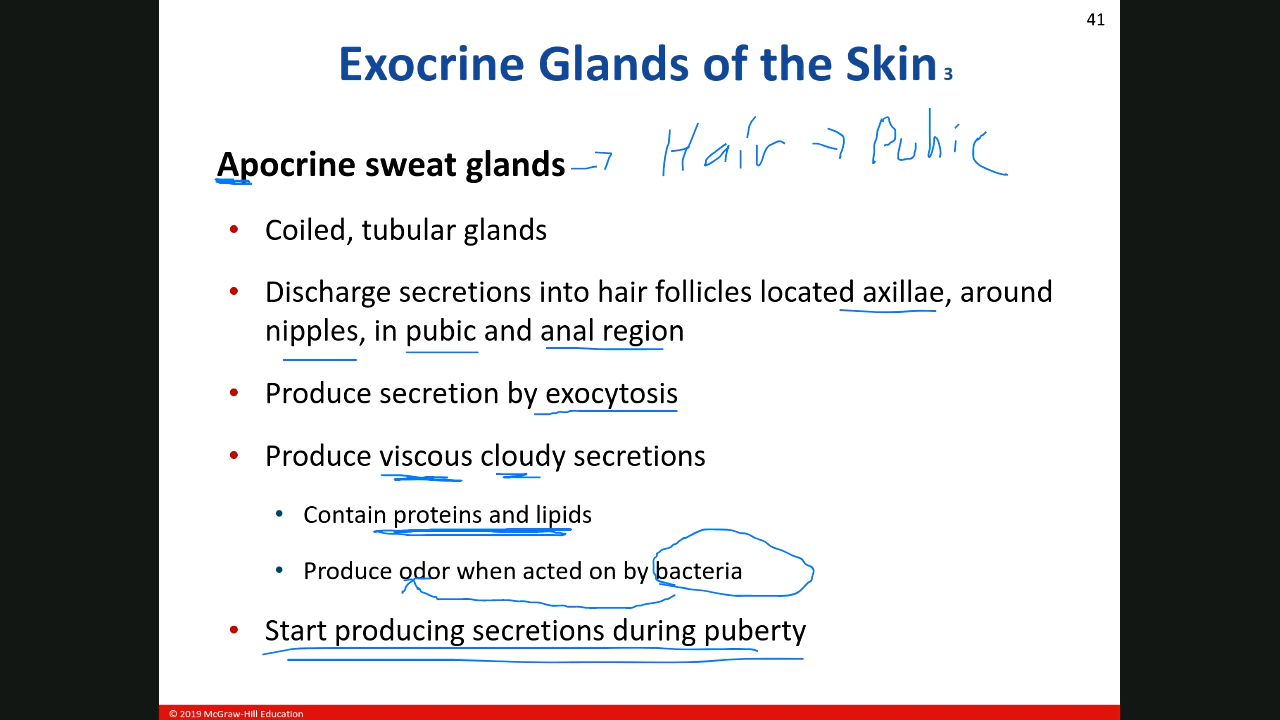 41
Exocrine Glands of the Skin 3
Apocrine sweat glands → Hair → Pubic
• Coiled, tubular glands
• Discharge secretions into hair follicles located axillae, around
nipples, in pubic and anal region
• Produce secretion by exocytosis
• Produce viscous cloudy secretions
• Contain proteins and lipids
• Produce odor when acted on by bacteria
• Start producing secretions during puberty
© 2019 McGraw-Hill Education